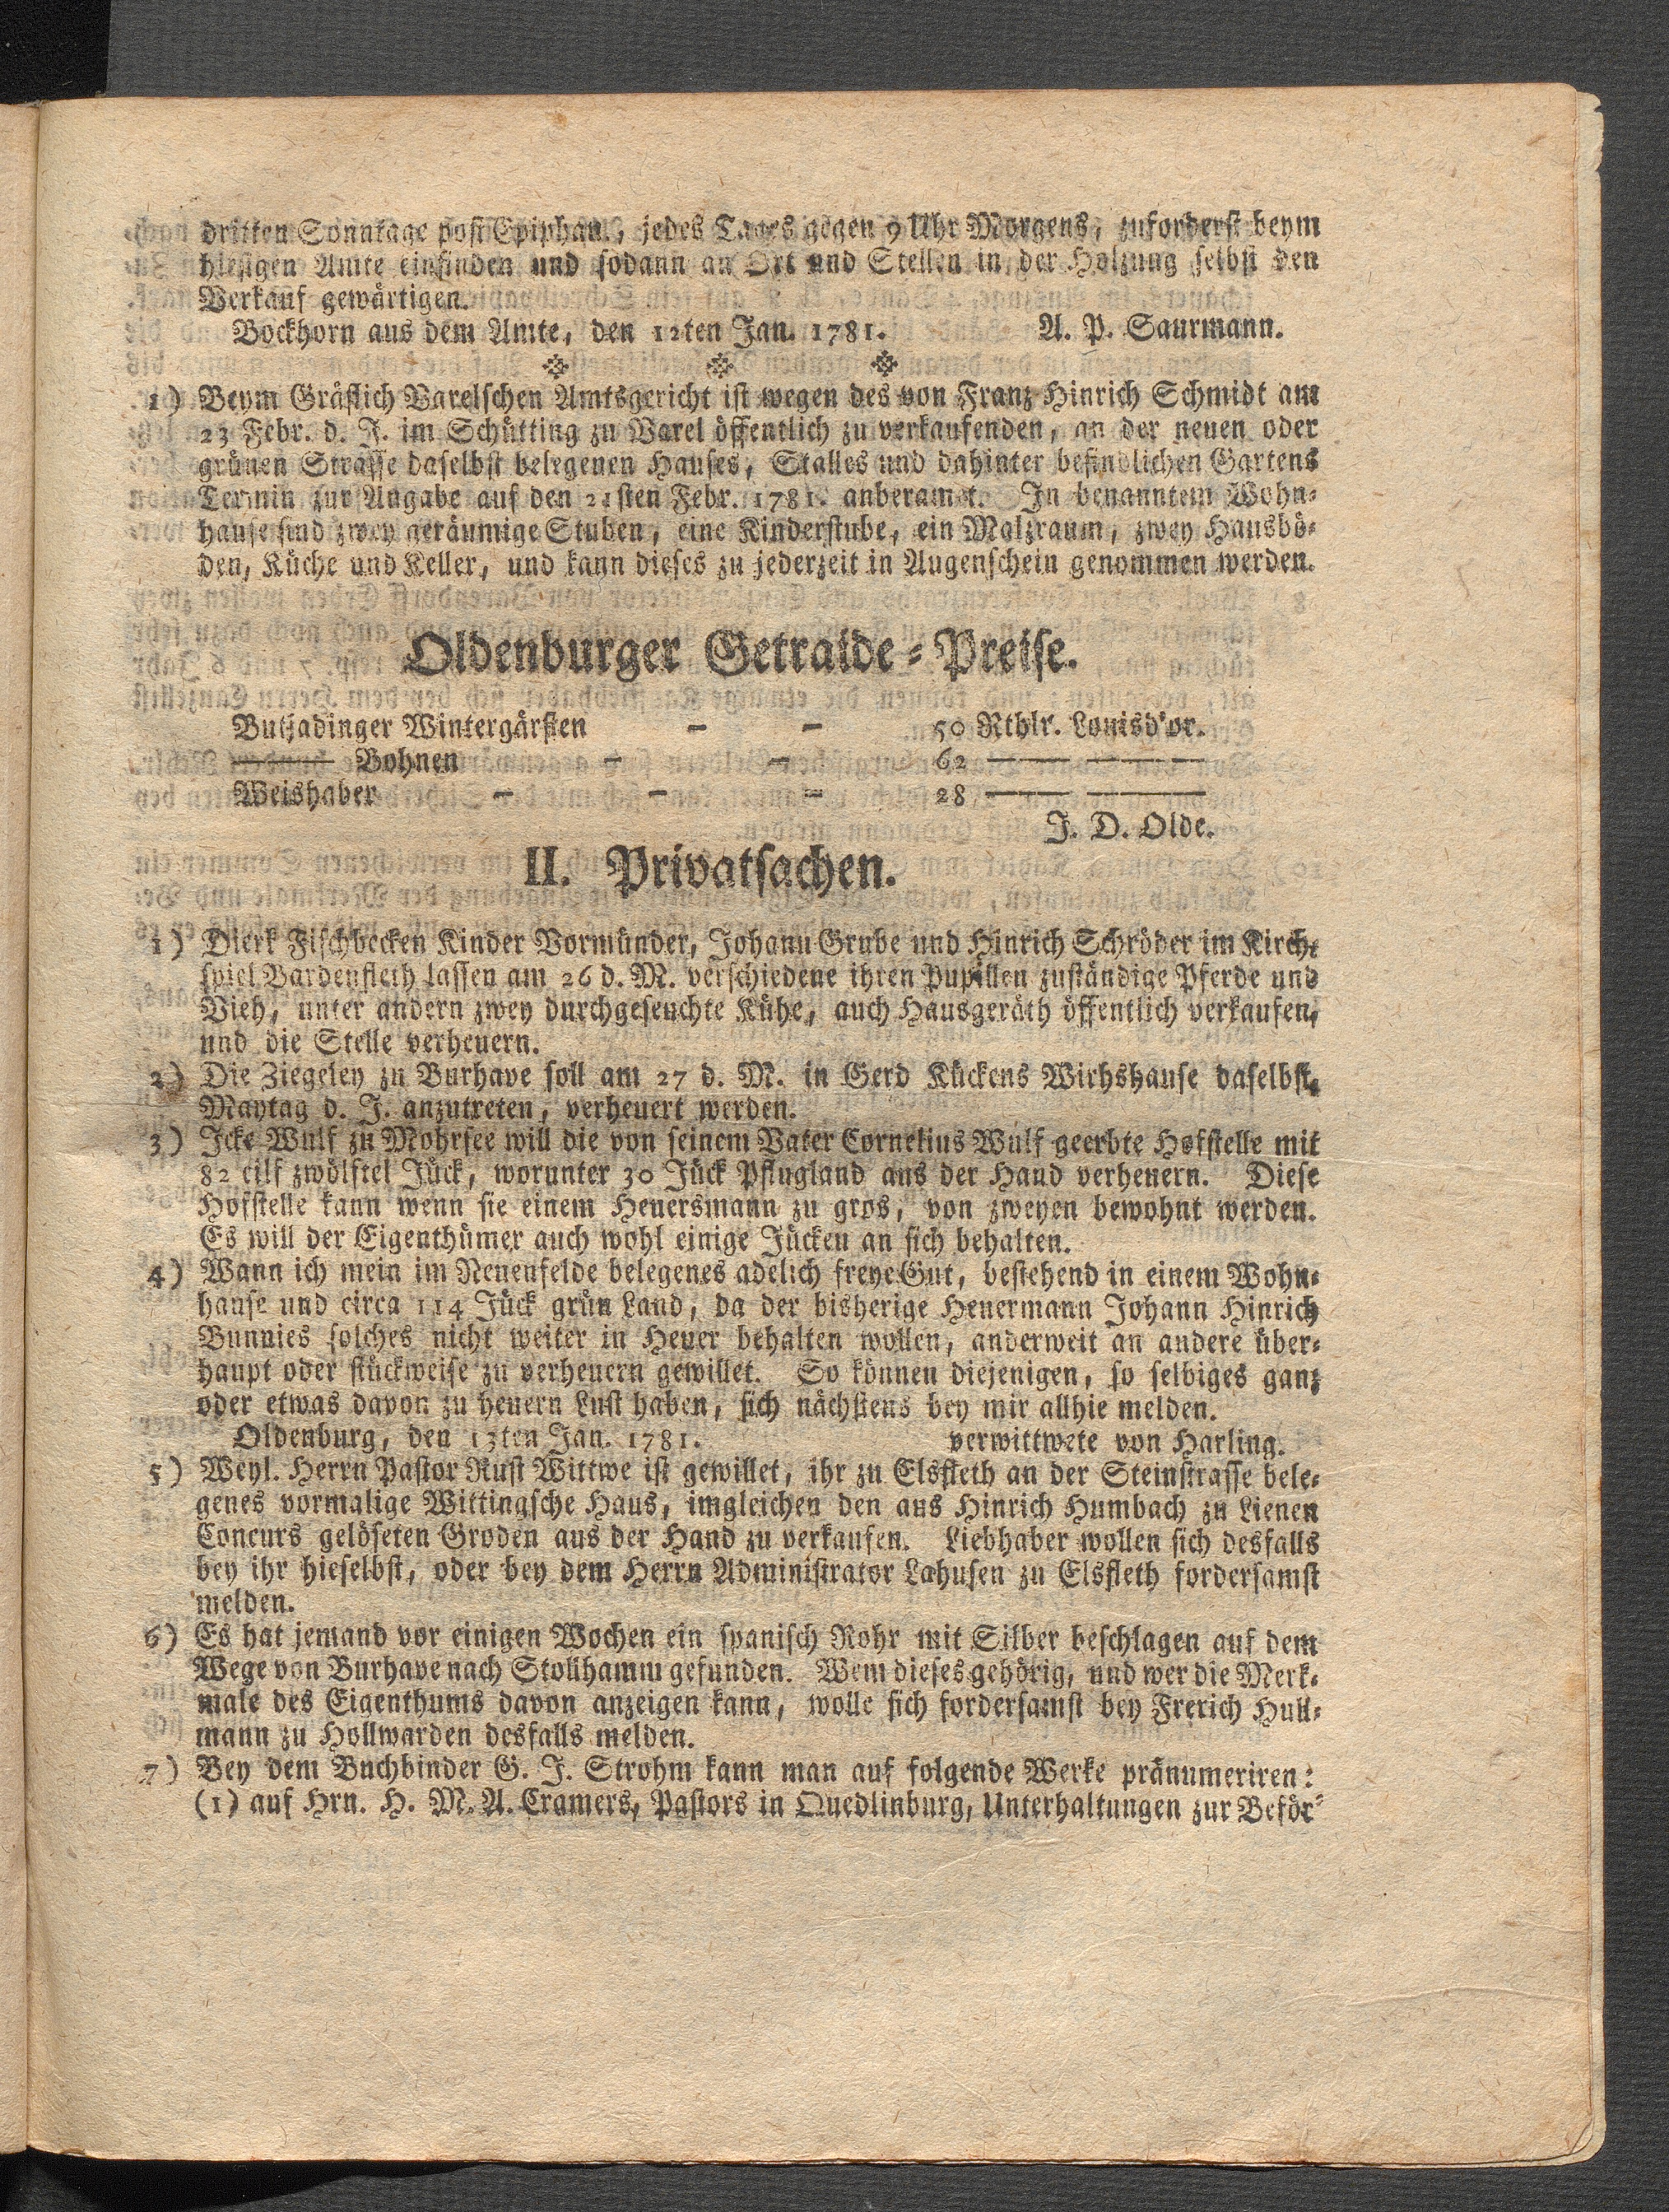 dritten Sonntage post Epiphan., jedes Tages gegen 9 Uhr Morgens, zuforderst beym
hiesigen Amte einfinden und sodann an Ort und Stellen in der Holzung selbst den
Verkauf gewärtigen.
Bockhorn aus dem Amte, den 12ten Jan. 1781. A. P. Saurmann.
1) Beym Gräflich Varelschen Amtsgericht ist wegen des von Franz Hinrich Schmidt am
23 Febr. d. J. im Schütting zu Varel öffentlich zu verkaufenden, an der neuen oder
grünen Strasse daselbst belegenen Hauses, Stalles und dahinter befindlichen Gartens
Termin zur Angabe auf den 21sten Febr. 1781. anberamet. In benanntem Wohn-
hause sind zwey geräumige Stuben, eine Kinderstube, ein Malzraum, zwey Hausbö-
den, Küche und Keller, und kann dieses zu jederzeit in Augenschein genommen werden.
Oldenburger Getraide-Preise.
Butjadinger Wintergärsten - - 50 Rthlr. Louisd'or.
——— Bohnen - - 62 —— ——
Weishaber - - - 28 —— ——
J. D. Olde.
II. Privatsachen.
1) Dierk Fischbecken Kinder Vormünder, Johann Grube und Hinrich Schröder im Kirch-
spiel Bardenfleth lassen am 26 d. M. verschiedene ihren Pupillen zuständige Pferde und
Vieh, unter andern zwey durchgeseuchte Kühe, auch Hausgeräth öffentlich verkaufen,
und die Stelle verheuern.
2) Die Ziegeley zu Burhave soll am 27 d. M. in Gerd Kückens Wirhshause daselbst,
Maytag d. J. anzutreten, verheuert werden.
3) Icke Wulf zu Mohrsee will die von seinem Vater Cornelius Wulf geerbte Hofstelle mit
82 eilf zwölftel Jück, worunter 30 Jück Pflugland aus der Hand verheuern. Diese
Hofstelle kann wenn sie einem Heuersmann zu gros, von zweyen bewohnt werden.
Es will der Eigenthümer auch wohl einige Jücken an sich behalten.
4) Wann ich mein im Neuenfelde belegenes adelich freye Gut, bestehend in einem Wohn-
hause und circa 114 Jück grün Land, da der bisherige Heuermann Johann Hinrich
Bunnies solches nicht weiter in Heuer behalten wollen, anderweit an andere über-
haupt oder stückweise zu verheuern gewillet. So können diejenigen, so selbiges ganz
oder etwas davon zu heuern Lust haben, sich nächstens bey mir allhie melden.
Oldenburg, den 13ten Jan. 1781. verwittwete von Harling.
5) Weyl. Herrn Pastor Rust Wittwe ist gewillet, ihr zu Elsfleth an der Steinstrasse bele-
genes vormalige Wittingsche Haus, imgleichen den aus Hinrich Humbach zu Lienen
Concurs gelöseten Groden aus der Hand zu verkaufen. Liebhaber wollen sich desfalls
bey ihr hieselbst, oder bey dem Herrn Administrator Lahusen zu Elsfleth fordersamst
melden.
6) Es hat jemand vor einigen Wochen ein spanisch Rohr mit Silber beschlagen auf dem
Wege von Burhave nach Stollhamm gefunden. Wem dieses gehörig, und wer die Merk-
male des Eigenthums davon anzeigen kann, wolle sich fordersamst bey Frerich Hull-
mann zu Hollwarden desfalls melden.
7) Bey dem Buchbinder G. J. Strohm kann man auf folgende Werke pränumeriren:
(1) auf Hrn. H. M. A. Cramers, Pastors in Quedlinburg, Unterhaltungen zur Beför-